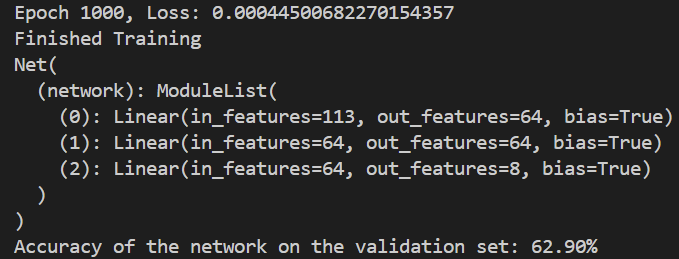 Epoch 1000, Loss: 0.00044500682270154357
Finished Training
Net(
  (network): ModuleList(
    (0): Linear(in_features=113, out_features=64, bias=True)
    (1): Linear(in_features=64, out_features=64, bias=True)
    (2): Linear(in_features=64, out_features=8, bias=True)
  )
)
Accuracy of the network on the validation set: 62.90%